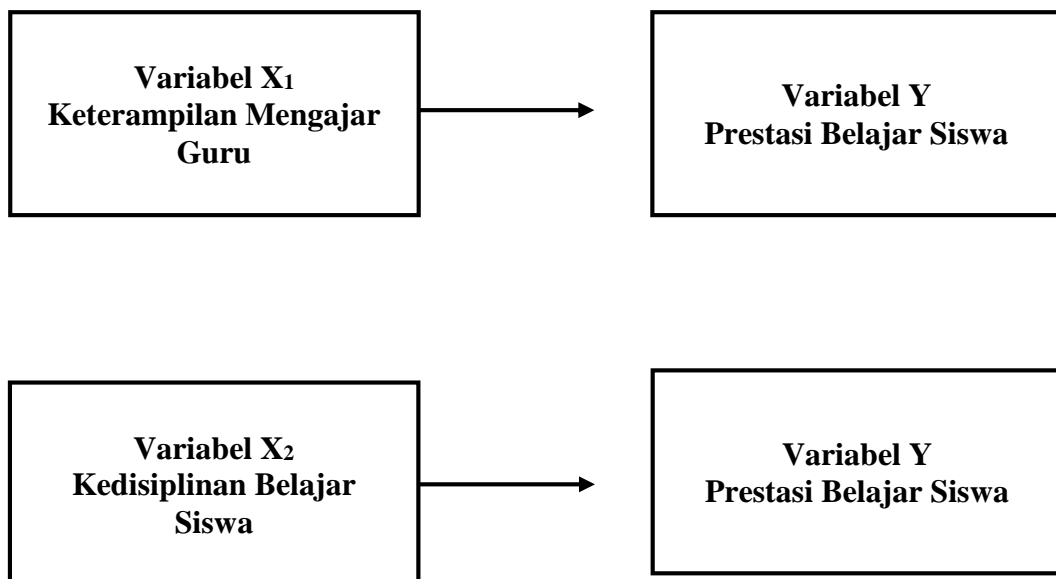 Variabel X1
Keterampilan Mengajar
Guru
Variabel Y
Prestasi Belajar Siswa
Variabel X2
Kedisiplinan Belajar
Siswa
Variabel Y
Prestasi Belajar Siswa